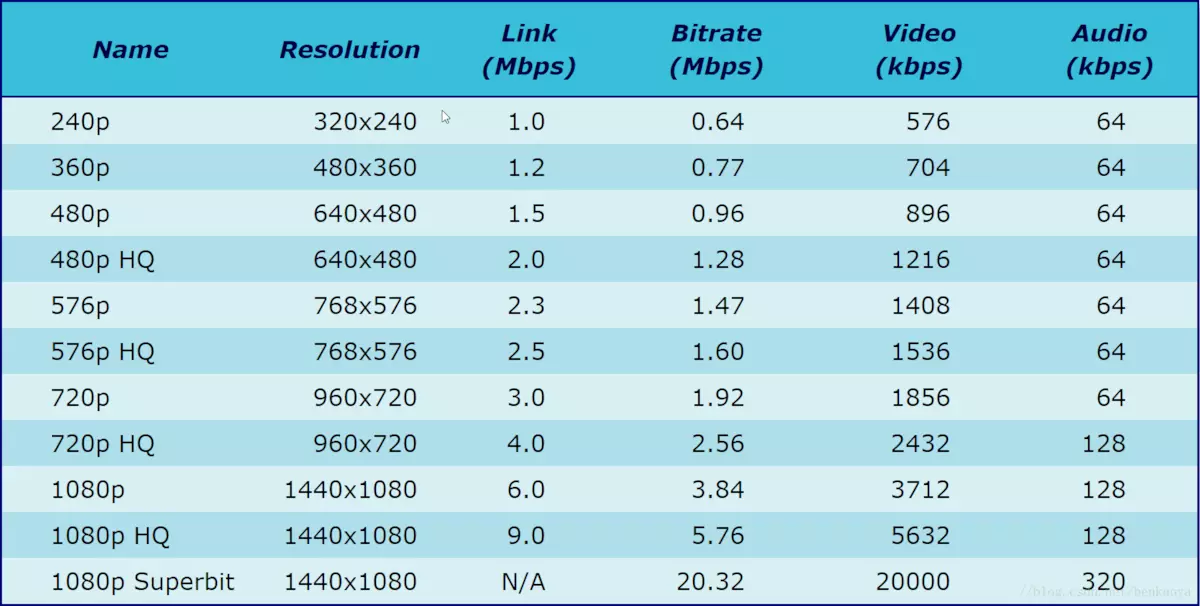 Name Resolution Link (Mbps) Bitrate (Mbps) Video (kbps) Audio (kbps)
240p 320x240 1.0 0.64 576 64
360p 480x360 1.2 0.77 704 64
480p 640x480 1.5 0.96 896 64
480p HQ 640x480 2.0 1.28 1216 64
576p 768x576 2.3 1.47 1408 64
576p HQ 768x576 2.5 1.60 1536 64
720p 960x720 3.0 1.92 1856 64
720p HQ 960x720 4.0 2.56 2432 128
1080p 1440x1080 6.0 3.84 3712 128
1080p HQ 1440x1080 9.0 5.76 5632 128
1080p Superbit 1440x1080 N/A 20.32 20000 320